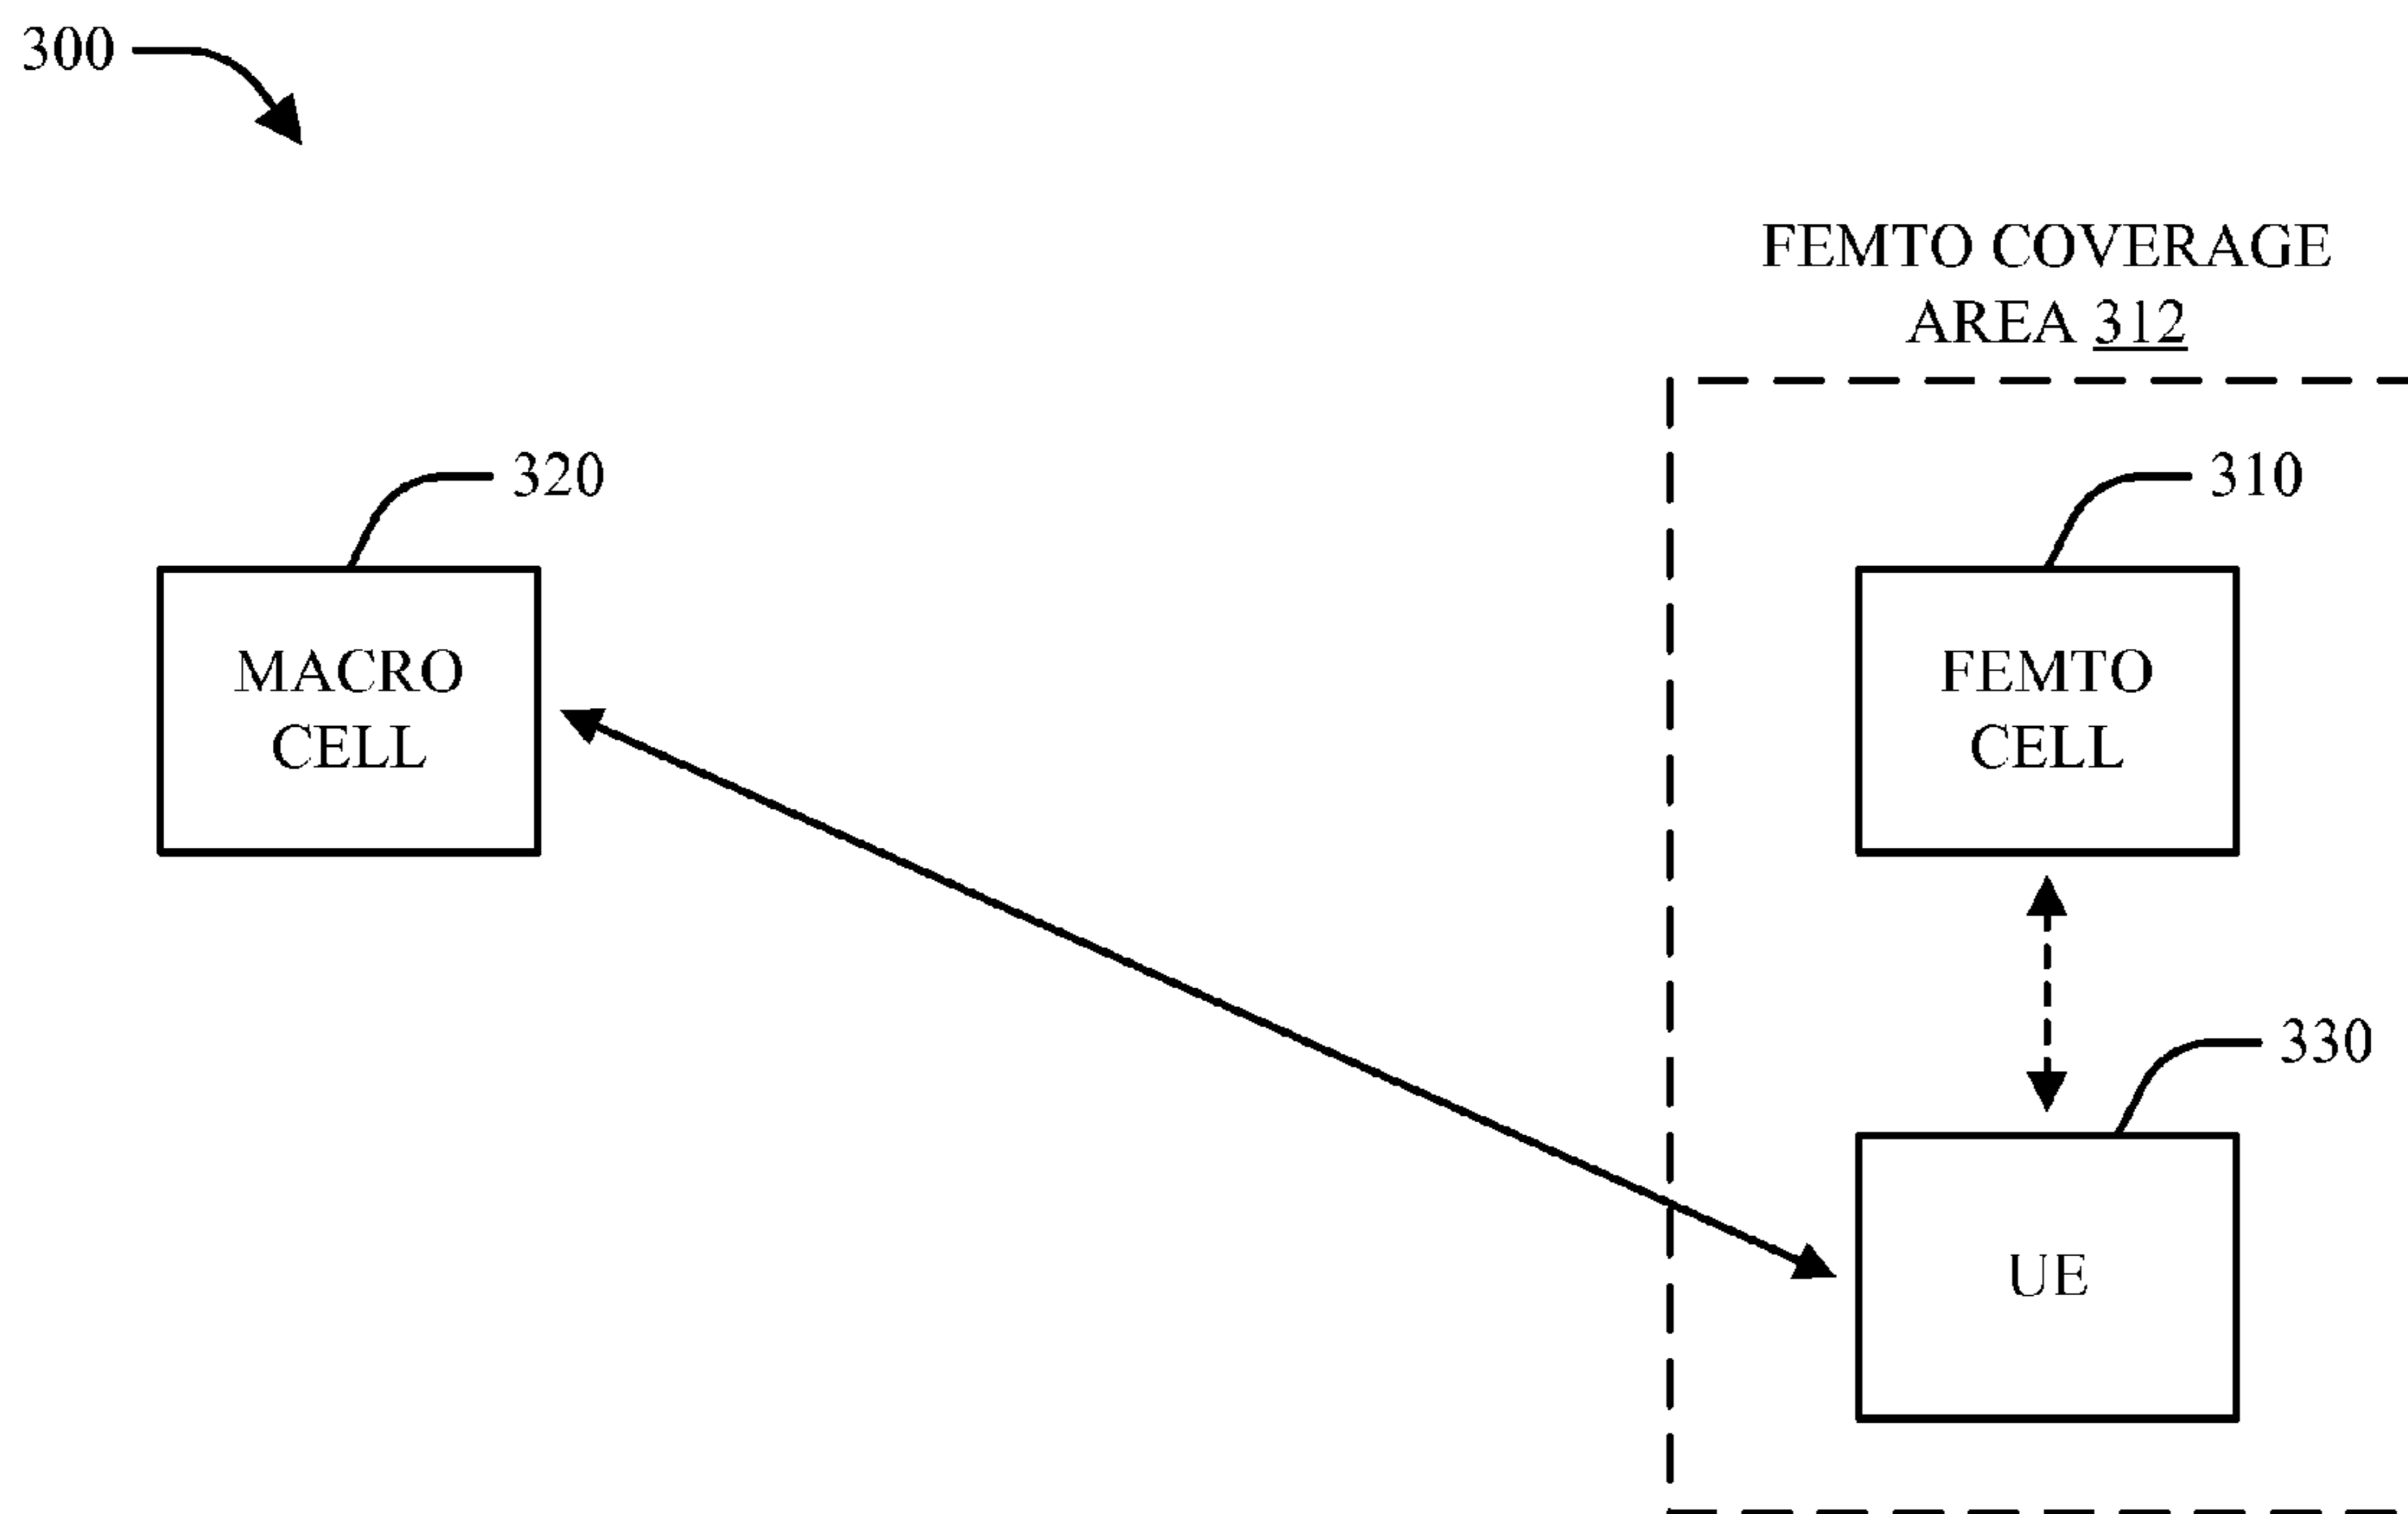 300
FEMTO COVERAGE
AREA 312
320
310
MACRO
CELL
FEMTO
CELL
330
UE